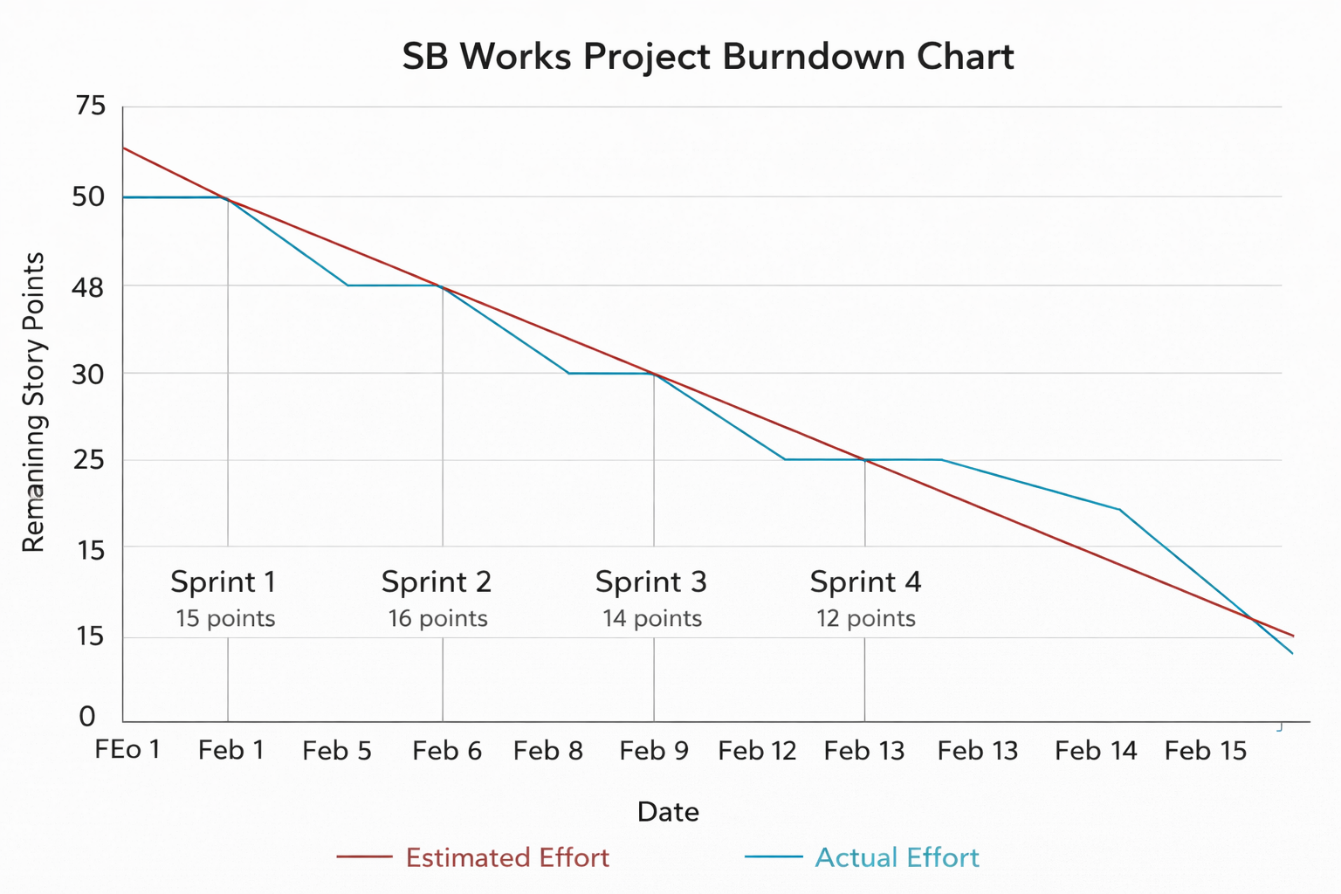 SB Works Project Burndown Chart
75
50
48
30
25
15
15
0
Remaninng Story Points
Sprint 1
15 points
Sprint 2
16 points
Sprint 3
14 points
Sprint 4
12 points
FEo 1 Feb 1 Feb 5 Feb 6 Feb 8 Feb 9 Feb 12 Feb 13 Feb 13 Feb 14 Feb 15
Date
Estimated Effort Actual Effort